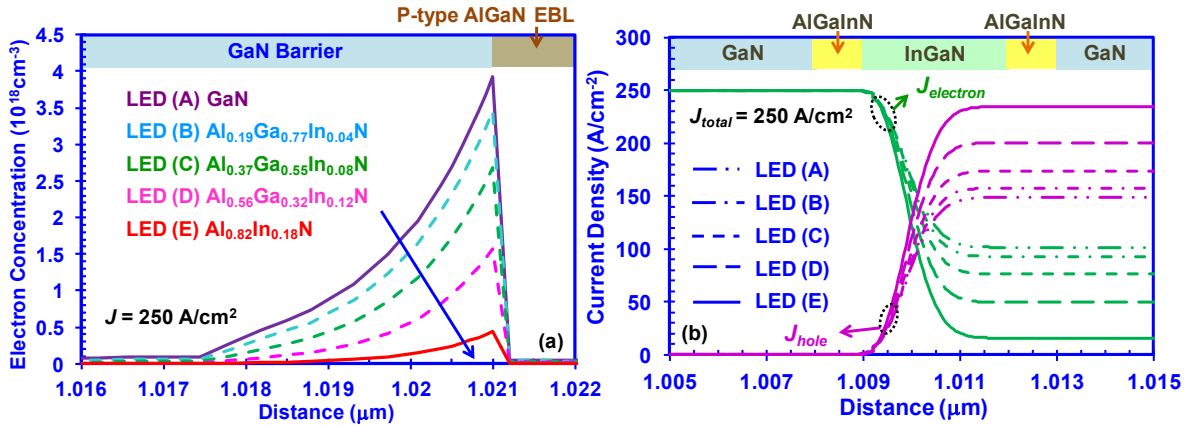 P-type AlGaN EBL
GaN Barrier
Electron Concentration (10¹⁸cm⁻³)
4.5
4
3.5
3
2.5
2
1.5
1
0.5
0
LED (A) GaN
LED (B) Al₀.₁₉Ga₀.₇₇In₀.₀₄N
LED (C) Al₀.₃₇Ga₀.₅₅In₀.₀₈N
LED (D) Al₀.₅₆Ga₀.₃₂In₀.₁₂N
LED (E) Al₀.₈₂In₀.₁₈N
J = 250 A/cm²
(a)
1.016 1.017 1.018 1.019 1.02 1.021 1.022
Distance (μm)
AlGaInN AlGaInN
GaN InGaN GaN
Current Density (A/cm⁻²)
300
250
200
150
100
50
0
J electron
J total = 250 A/cm²
LED (A)
LED (B)
LED (C)
LED (D)
LED (E)
(b)
J hole
1.005 1.007 1.009 1.011 1.013 1.015
Distance (μm)